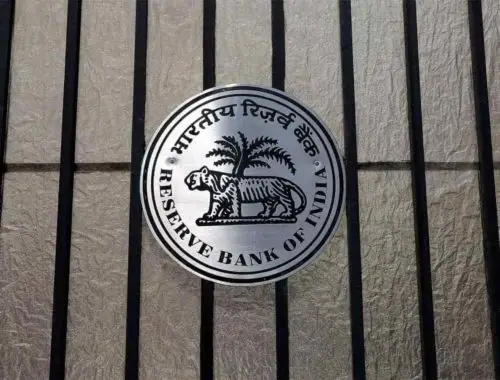 भारतीय रिज़र्व बैंक
RESERVE BANK OF INDIA